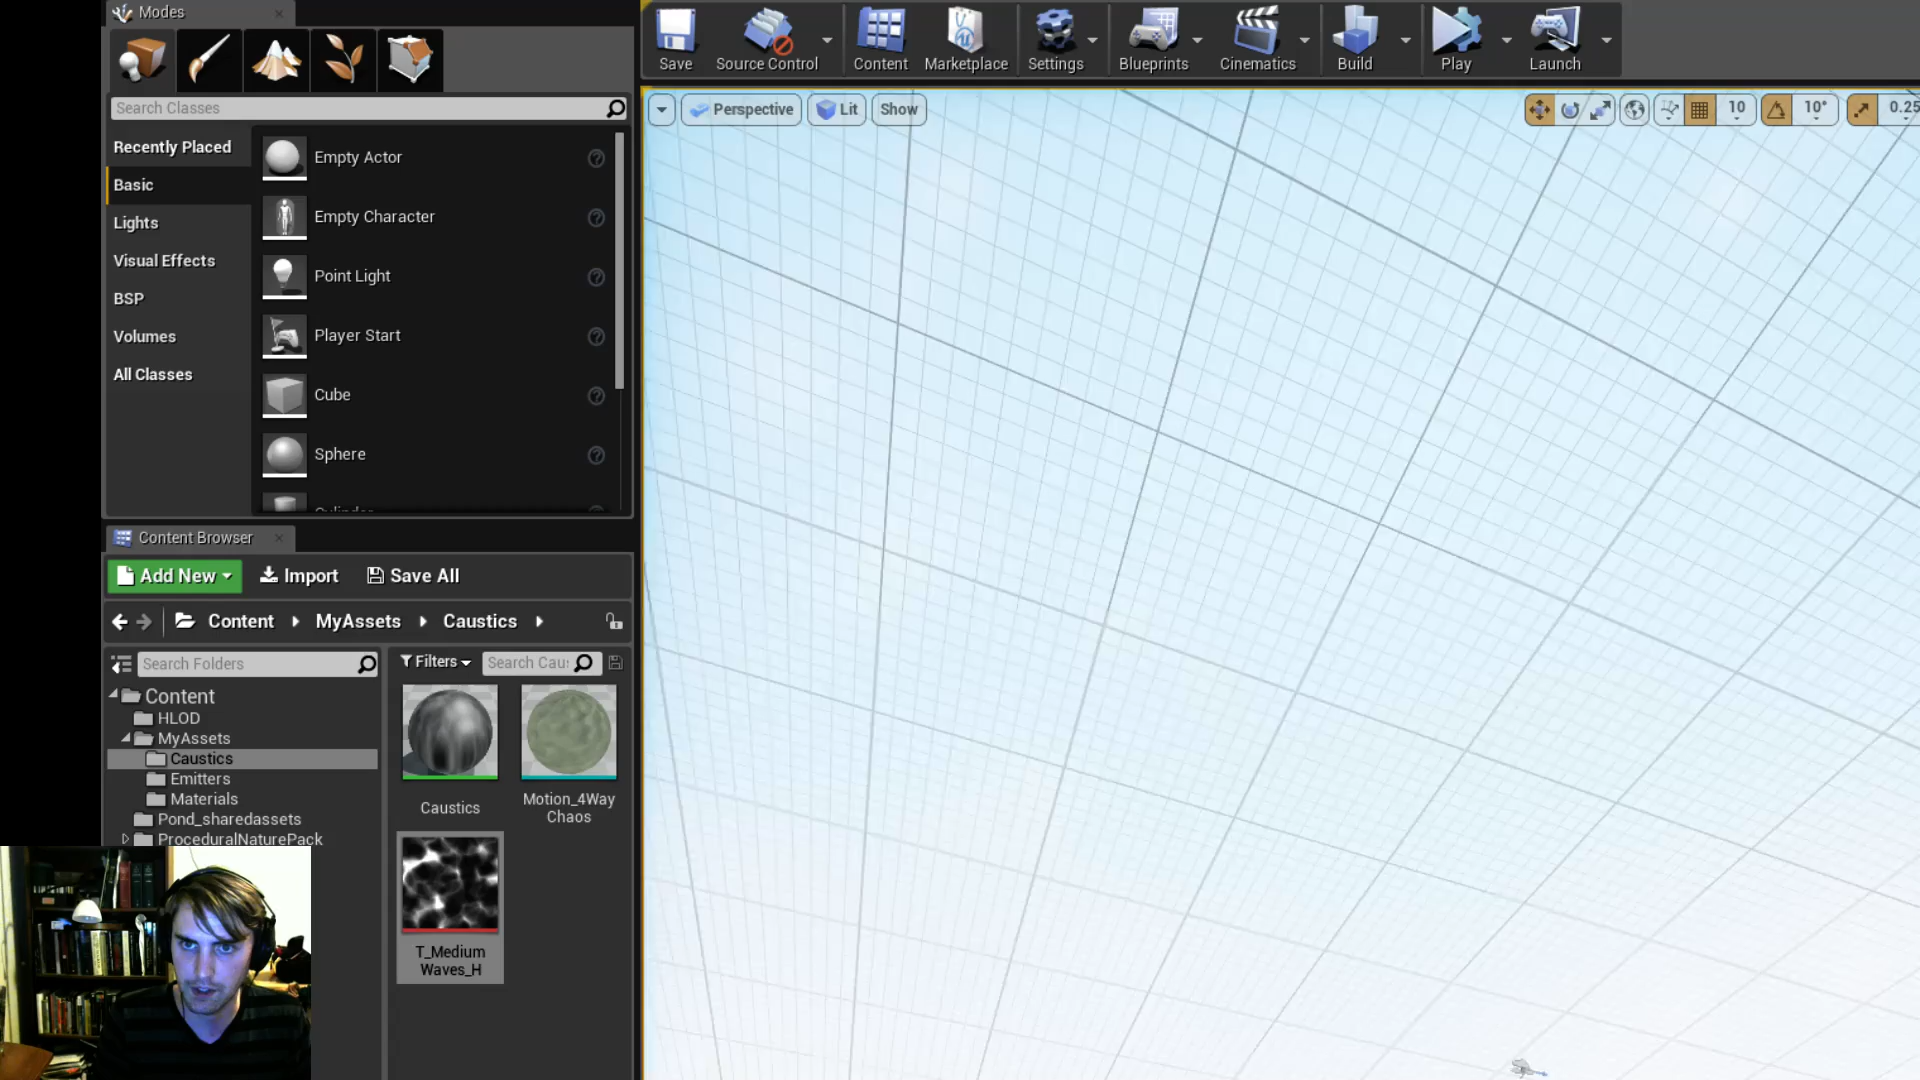 Modes
Save
Source Control
Content
Marketplace
Settings
Blueprints
Cinematics
Build
Play
Launch
Search Classes
Perspective
Lit
Show
10
10°
0.25
Recently Placed
Basic
Lights
Visual Effects
BSP
Volumes
All Classes
Empty Actor
Empty Character
Point Light
Player Start
Cube
Sphere
Cylinder
Content Browser
Add New
Import
Save All
Content
MyAssets
Caustics
Search Folders
Filters
Search Cau
Content
HLOD
MyAssets
Caustics
Emitters
Materials
Pond_sharedassets
ProceduralNaturePack
Caustics
Motion_4Way
Chaos
T_Medium
Waves_H